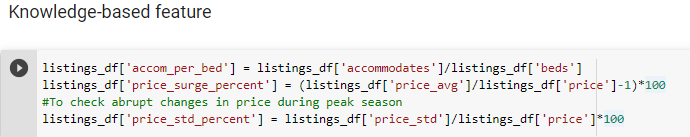 Knowledge-based feature
listings_df['accom_per_bed'] = listings_df['accommodates']/listings_df['beds']
listings_df['price_surge_percent'] = (listings_df['price_avg']/listings_df['price']-1)*100
#To check abrupt changes in price during peak season
listings_df['price_std_percent'] = listings_df['price_std']/listings_df['price']*100